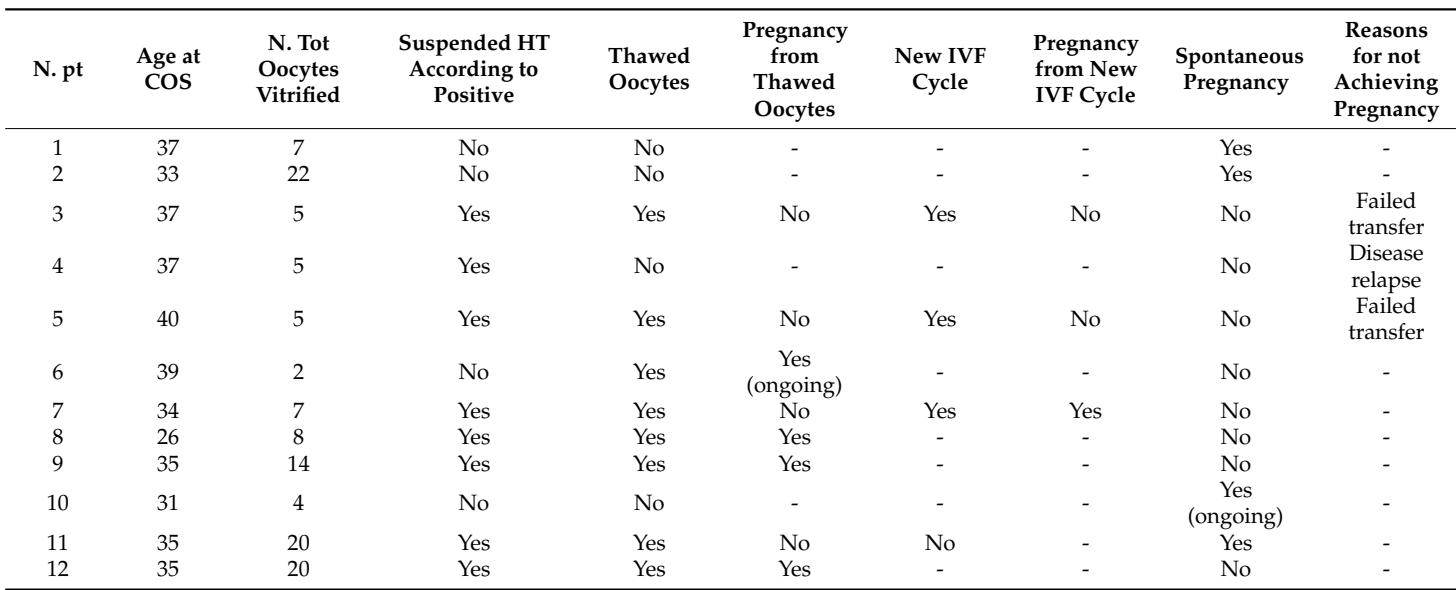 N. pt Age at COS N. Tot Oocytes Vitrified Suspended HT According to Positive Thawed Oocytes Pregnancy from Thawed Oocytes New IVF Cycle Pregnancy from New IVF Cycle Spontaneous Pregnancy Reasons for not Achieving Pregnancy
1 37 7 No No - - - Yes -
2 33 22 No No - - - Yes -
3 37 5 Yes Yes No Yes No No Failed transfer
4 37 5 Yes No - - - No Disease relapse
5 40 5 Yes Yes No Yes No No Failed transfer
6 39 2 No Yes Yes (ongoing) - - No -
7 34 7 Yes Yes No Yes Yes No -
8 26 8 Yes Yes Yes - - No -
9 35 14 Yes Yes Yes - - No -
10 31 4 No No - - - Yes (ongoing) -
11 35 20 Yes Yes No No - Yes -
12 35 20 Yes Yes Yes - - No -